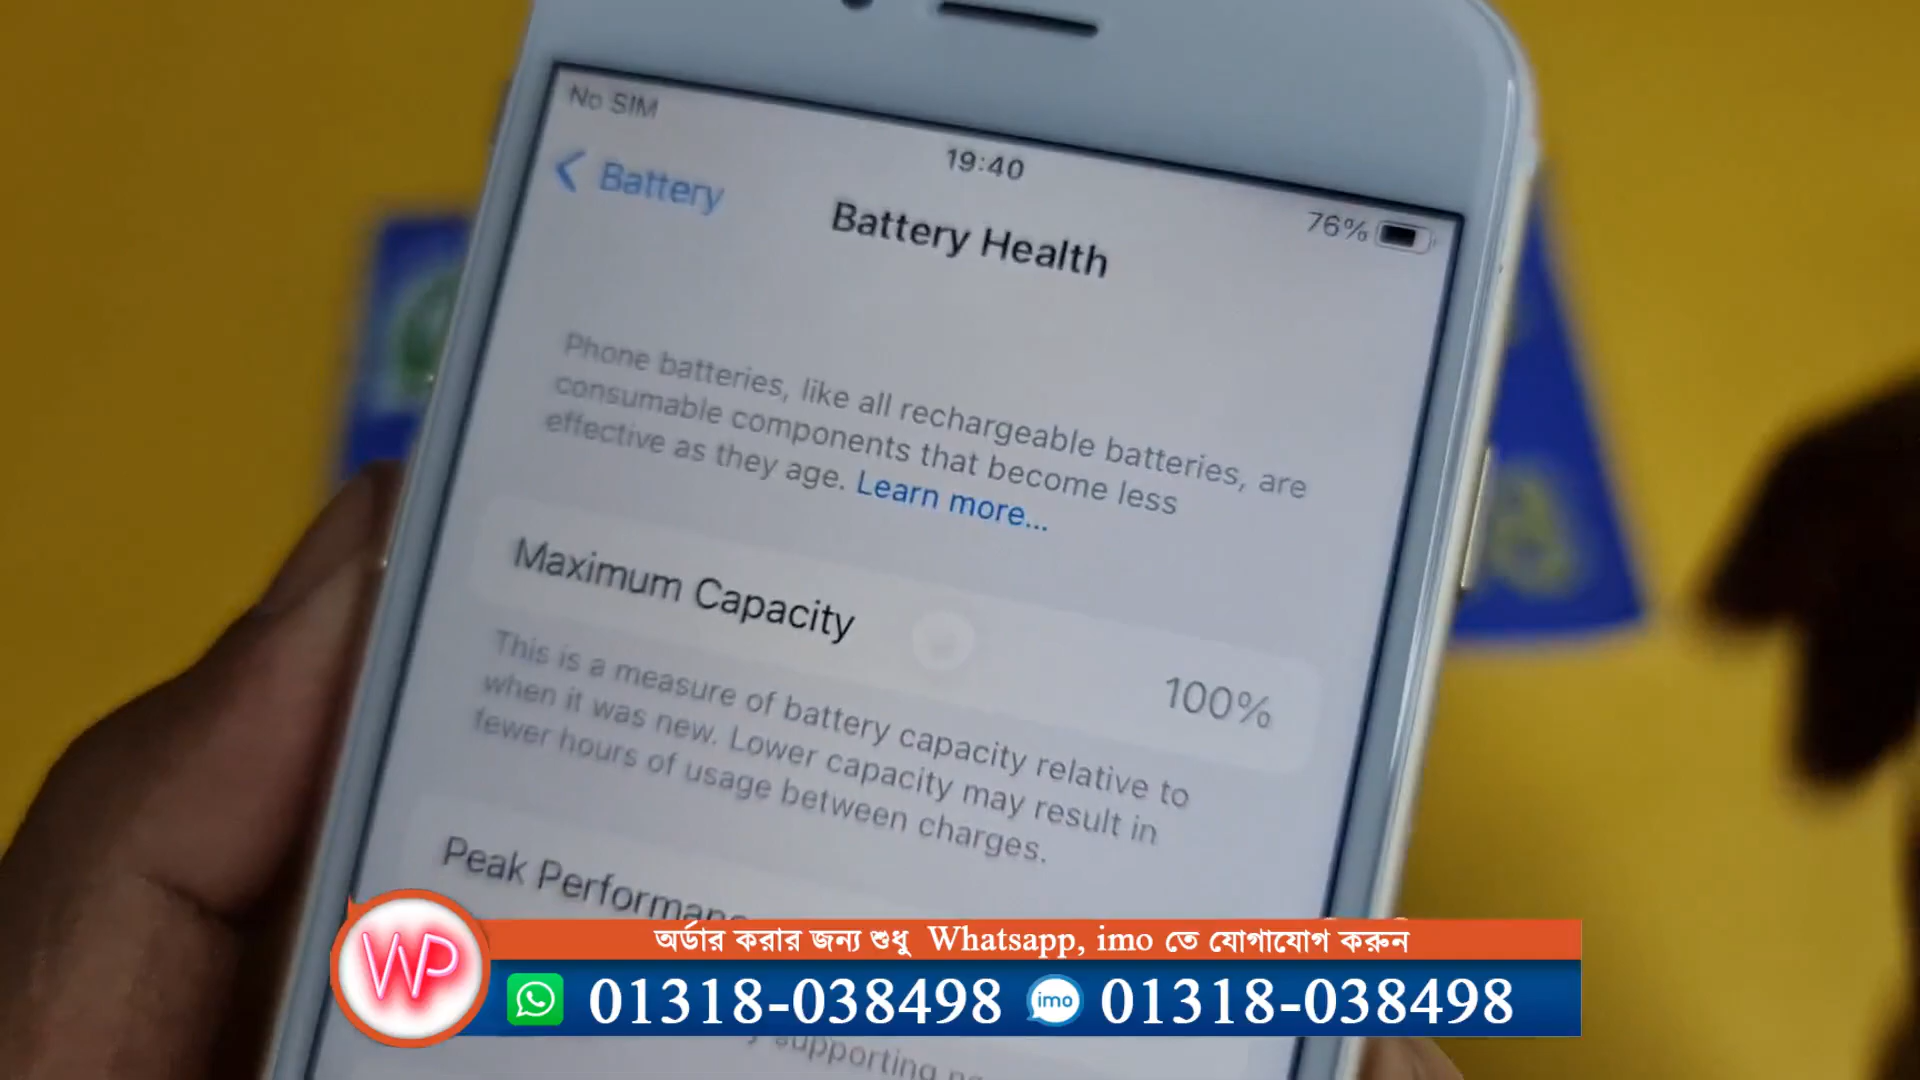 No SIM
19:40
76%
Battery
Battery Health
Phone batteries, like all rechargeable batteries, are
consumable components that become less
effective as they age. Learn more...
Maximum Capacity
100%
This is a measure of battery capacity relative to
when it was new. Lower capacity may result in
fewer hours of usage between charges.
Peak Performanc
WP
অর্ডার করার জন্য শুধু Whatsapp, imo তে যোগাযোগ করুন
01318-038498 imo 01318-038498
supporting